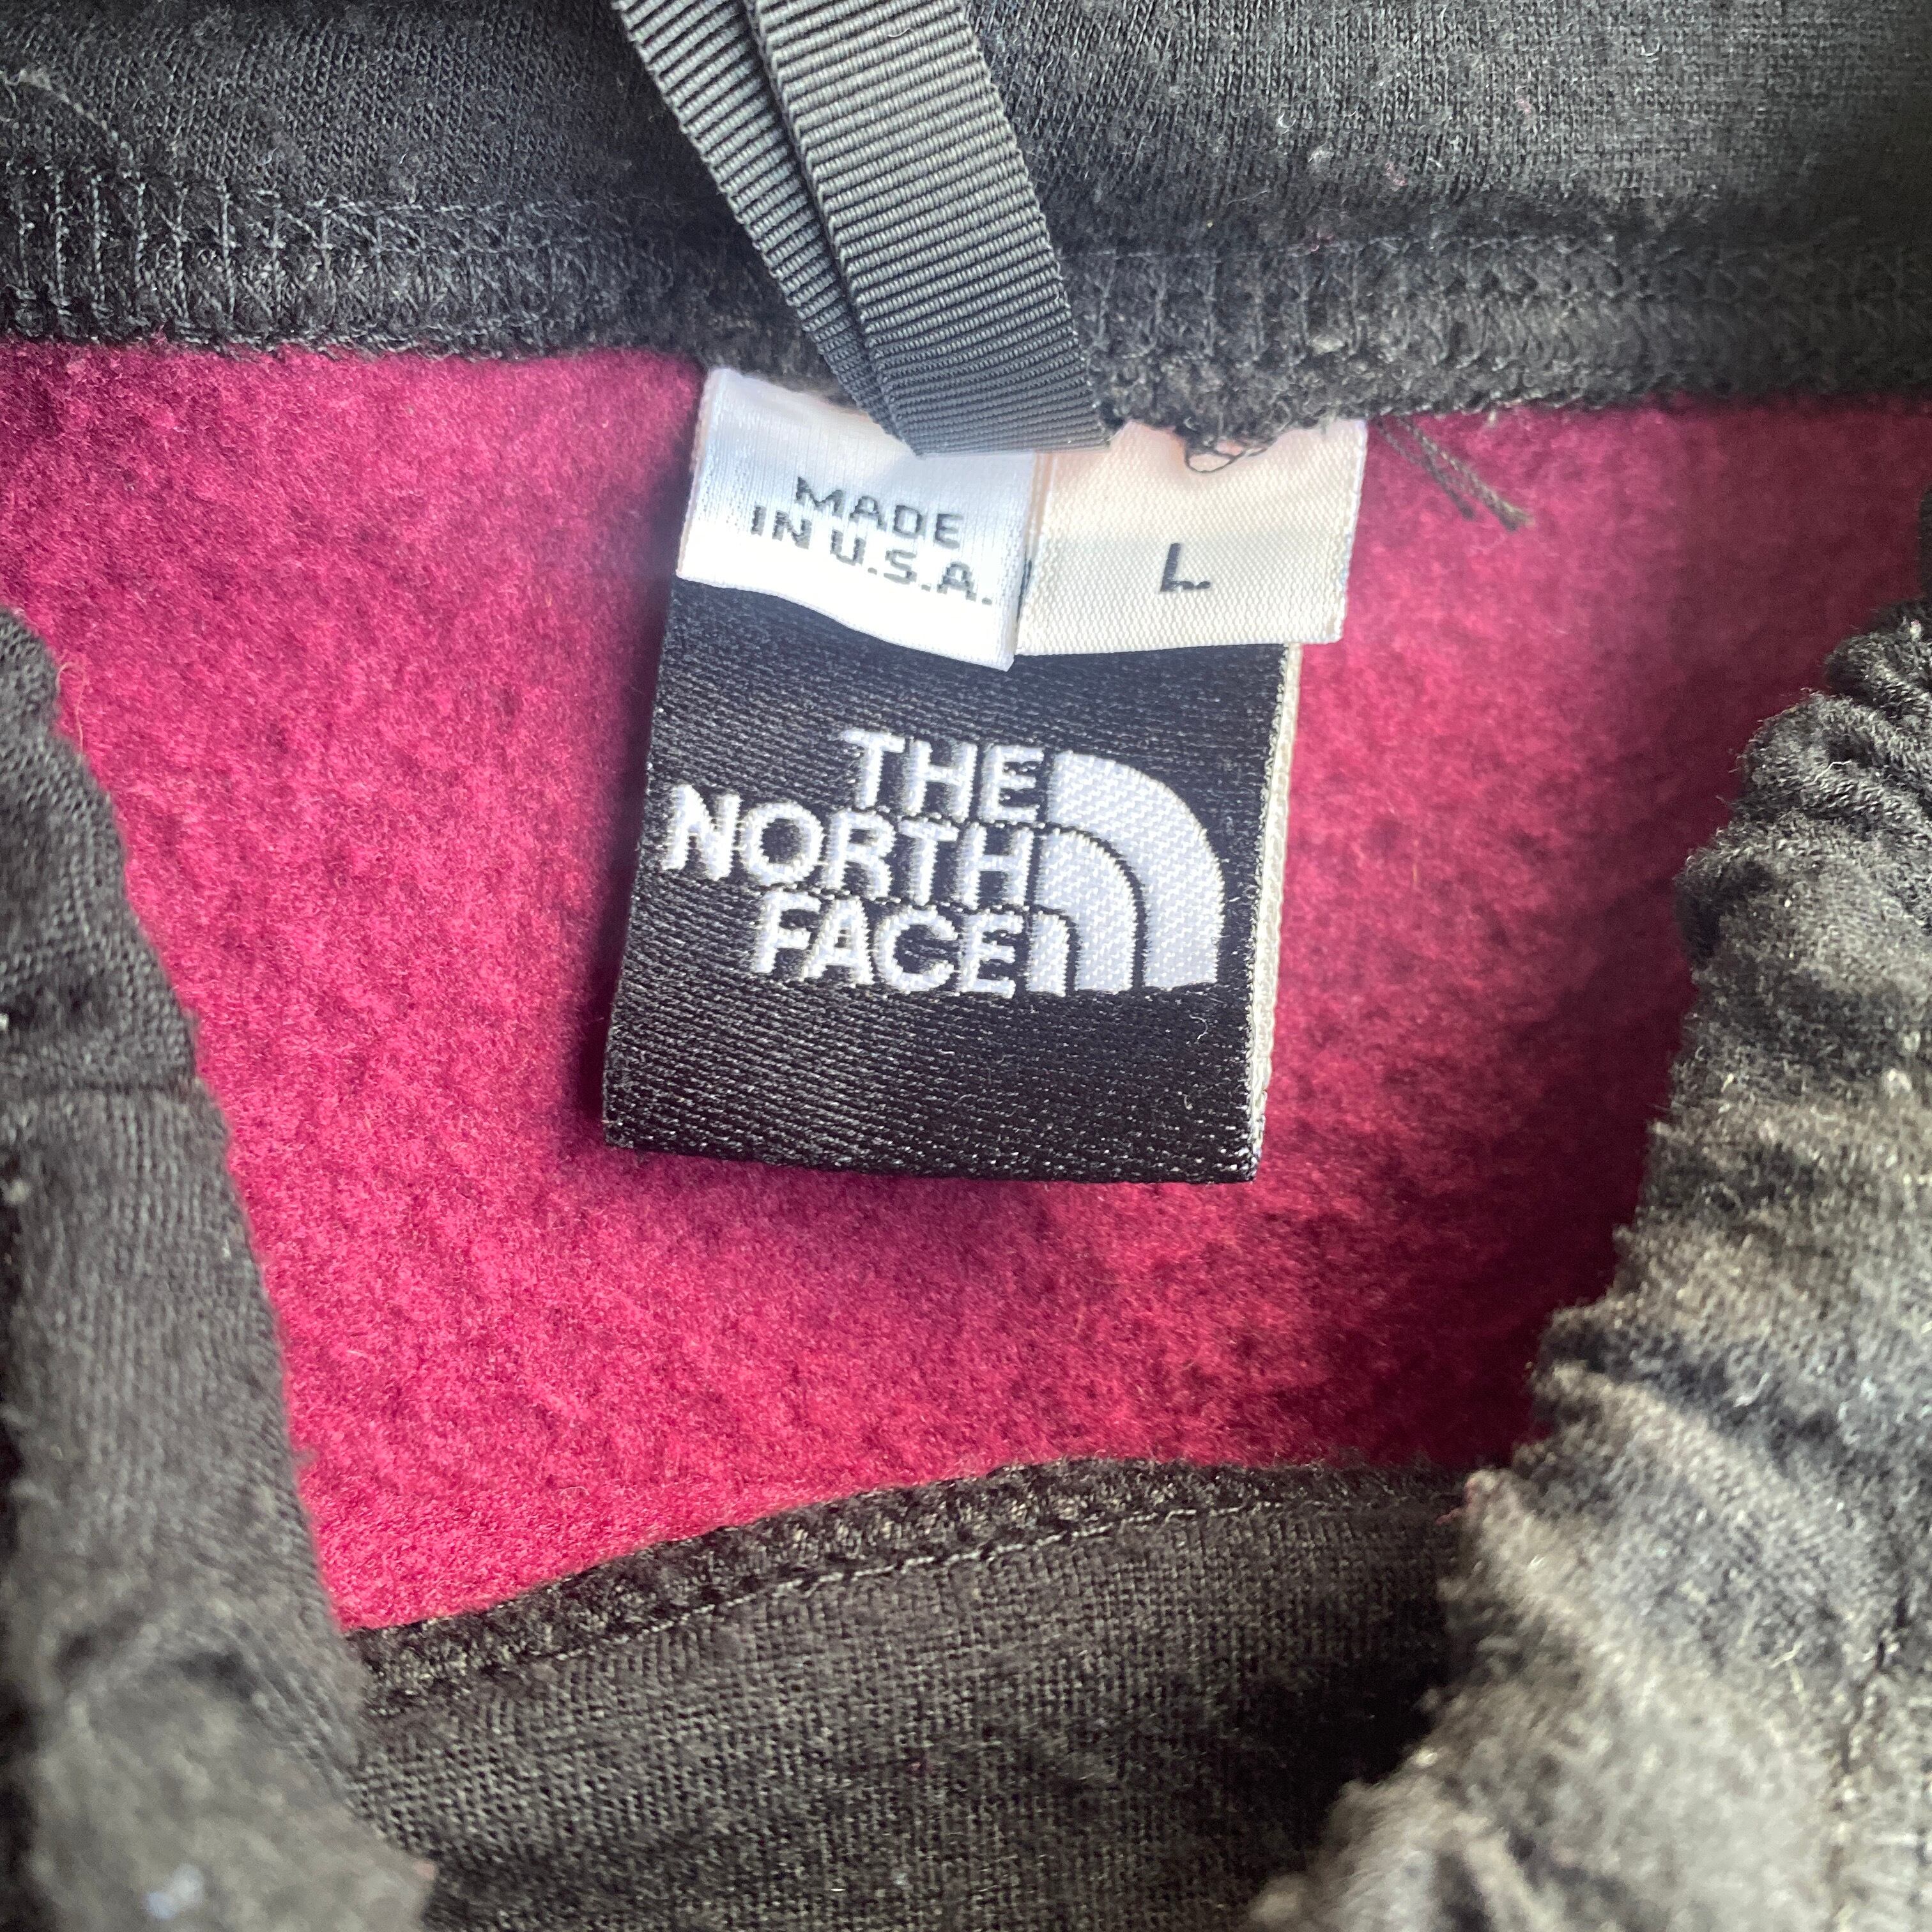 MADE
IN U.S.A.
L
THE
NORTH
FACE